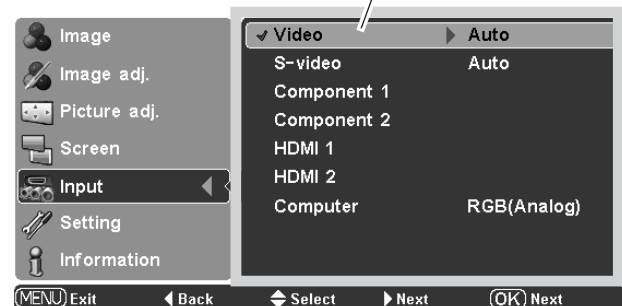 Image
Image adj.
Picture adj.
Screen
Input
Setting
Information
Video Auto
S-video Auto
Component 1
Component 2
HDMI 1
HDMI 2
Computer RGB(Analog)
MENU Exit Back Select Next OK Next